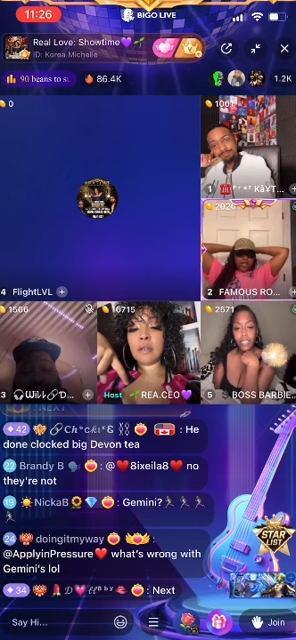 11:26
BIGO LIVE
Real Love: Showtime💜🌱
ID: Korea.Michelle
90 beans to s
86.4K
1.2K
0
4 FlightLVL
1001
1
2026
2 FAMOUS RO...
1566
3
16715
Host 🌱REA.CEO💜
2571
5 BOSS BARBIE...
NEXT
42 : He
done clocked big Devon tea
22 Brandy B 🗣 : @❤️8ixeila8❤️ no
they're not
19 ☀️NickaB🌻💎 : Gemini?🏃🏃🏃
🏃
24 doingitmyway :
@ApplyinPressure❤️ what's wrong with
Gemini's lol
34 : Next
STAR
LIST
Say Hi...
Join